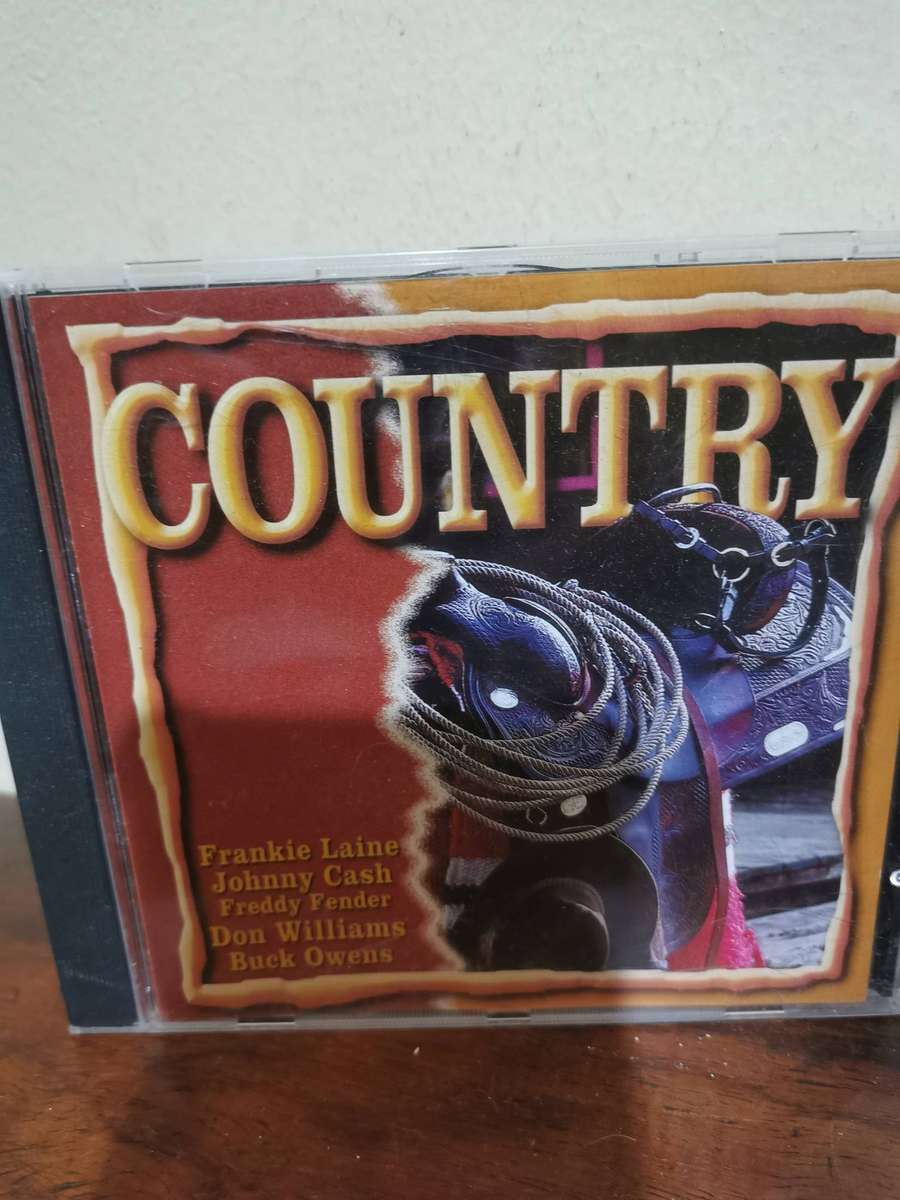 COUNTRY
Frankie Laine
Johnny Cash
Freddy Fender
Don Williams
Buck Owens